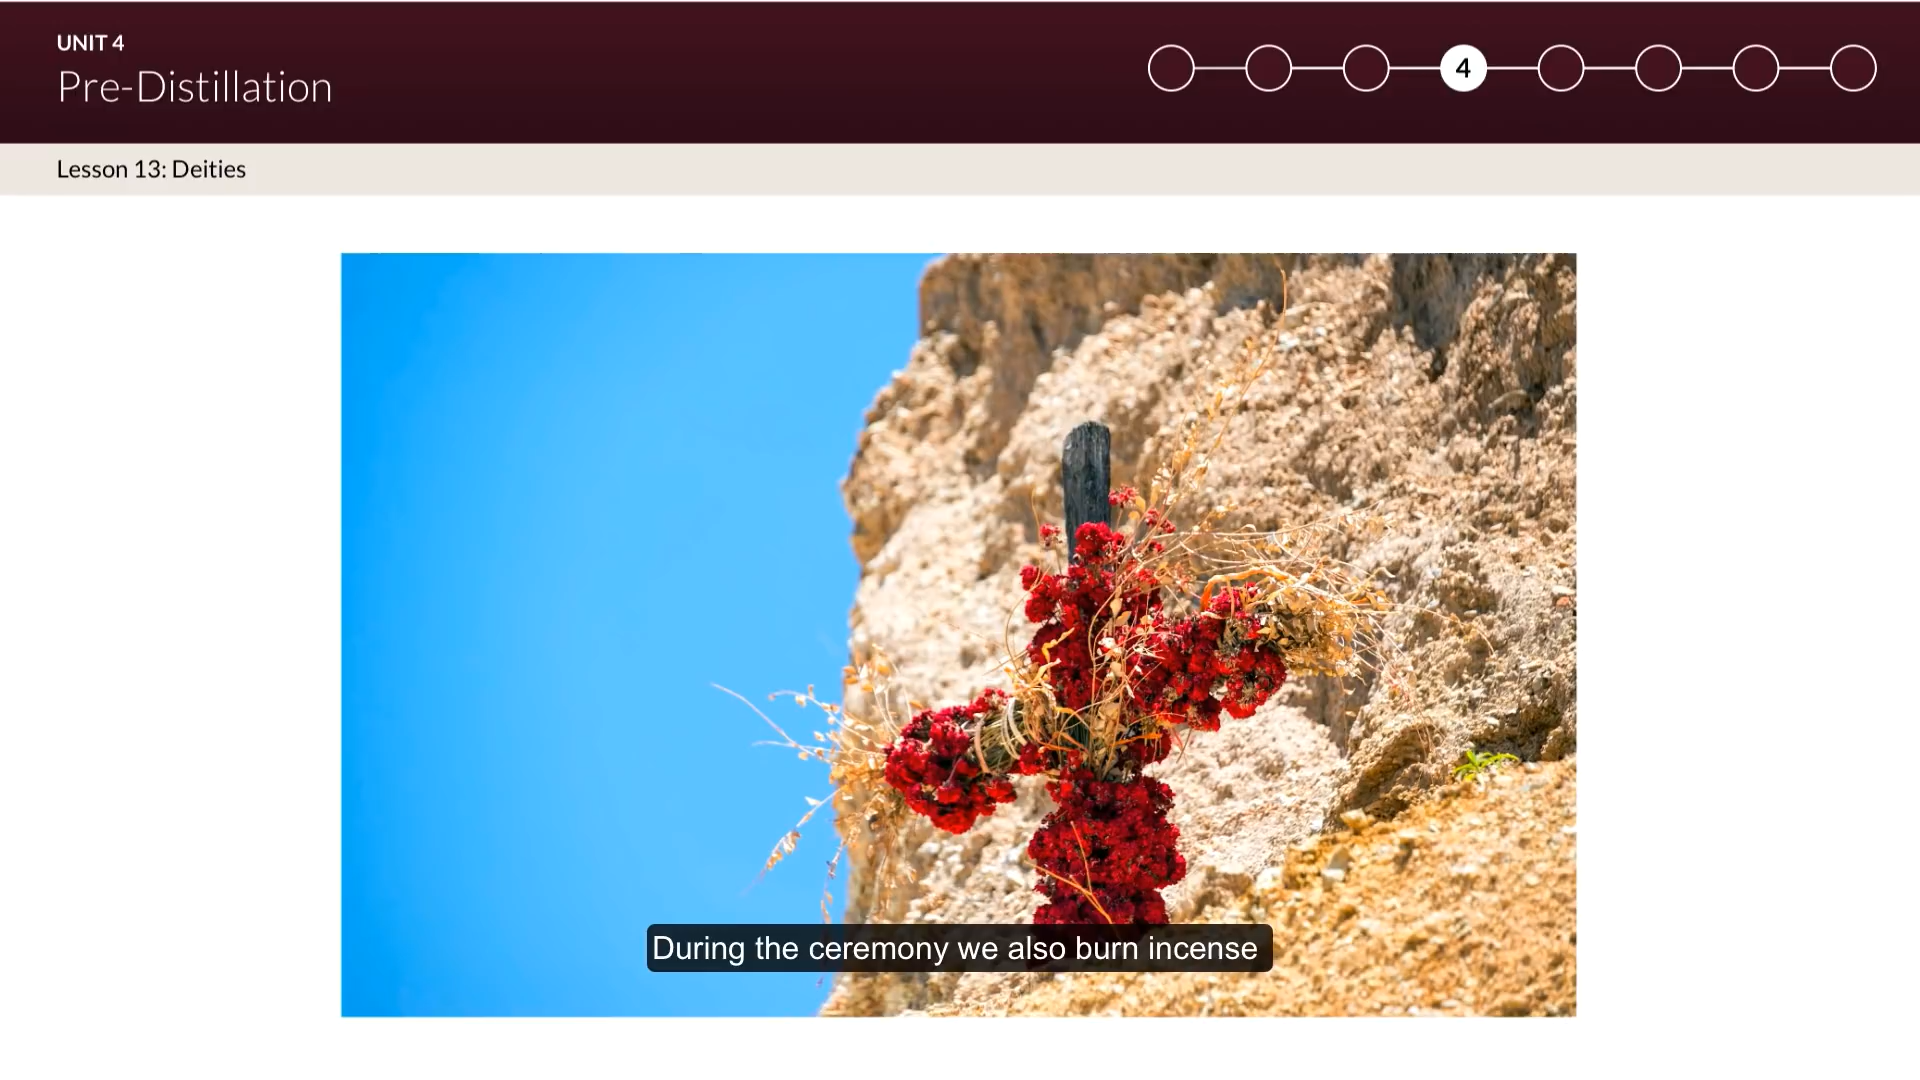 UNIT 4
Pre-Distillation
4
Lesson 13: Deities
During the ceremony we also burn incense